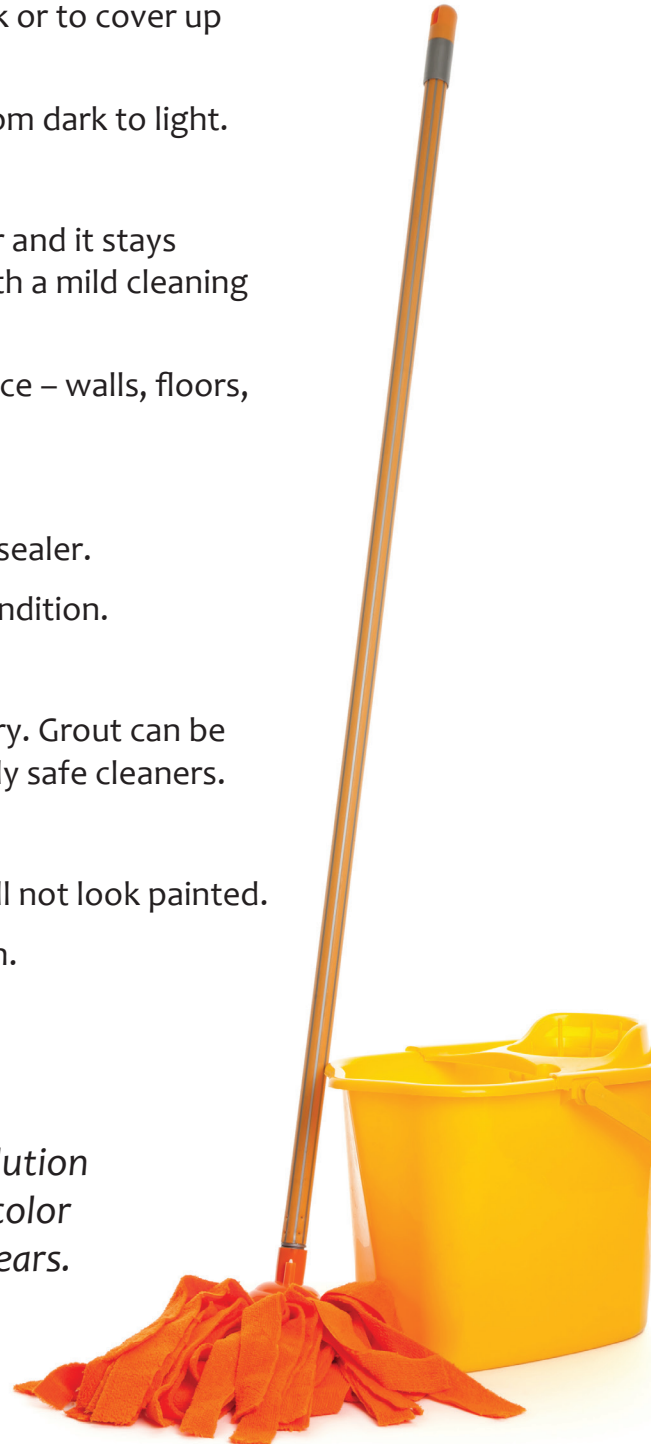 k or to cover up
om dark to light.
r and it stays
th a mild cleaning
ce – walls, floors,
sealer.
ndition.
ry. Grout can be
ly safe cleaners.
ll not look painted.
n.
lution
color
ears.